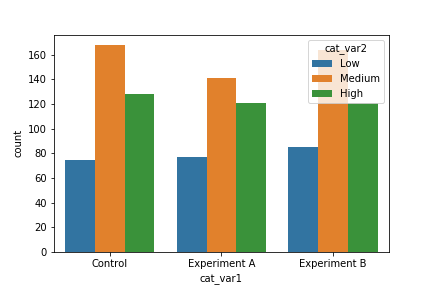 cat_var2
Low
Medium
High
160
140
120
100
80
60
40
20
0
count
Control
Experiment A
Experiment B
cat_var1